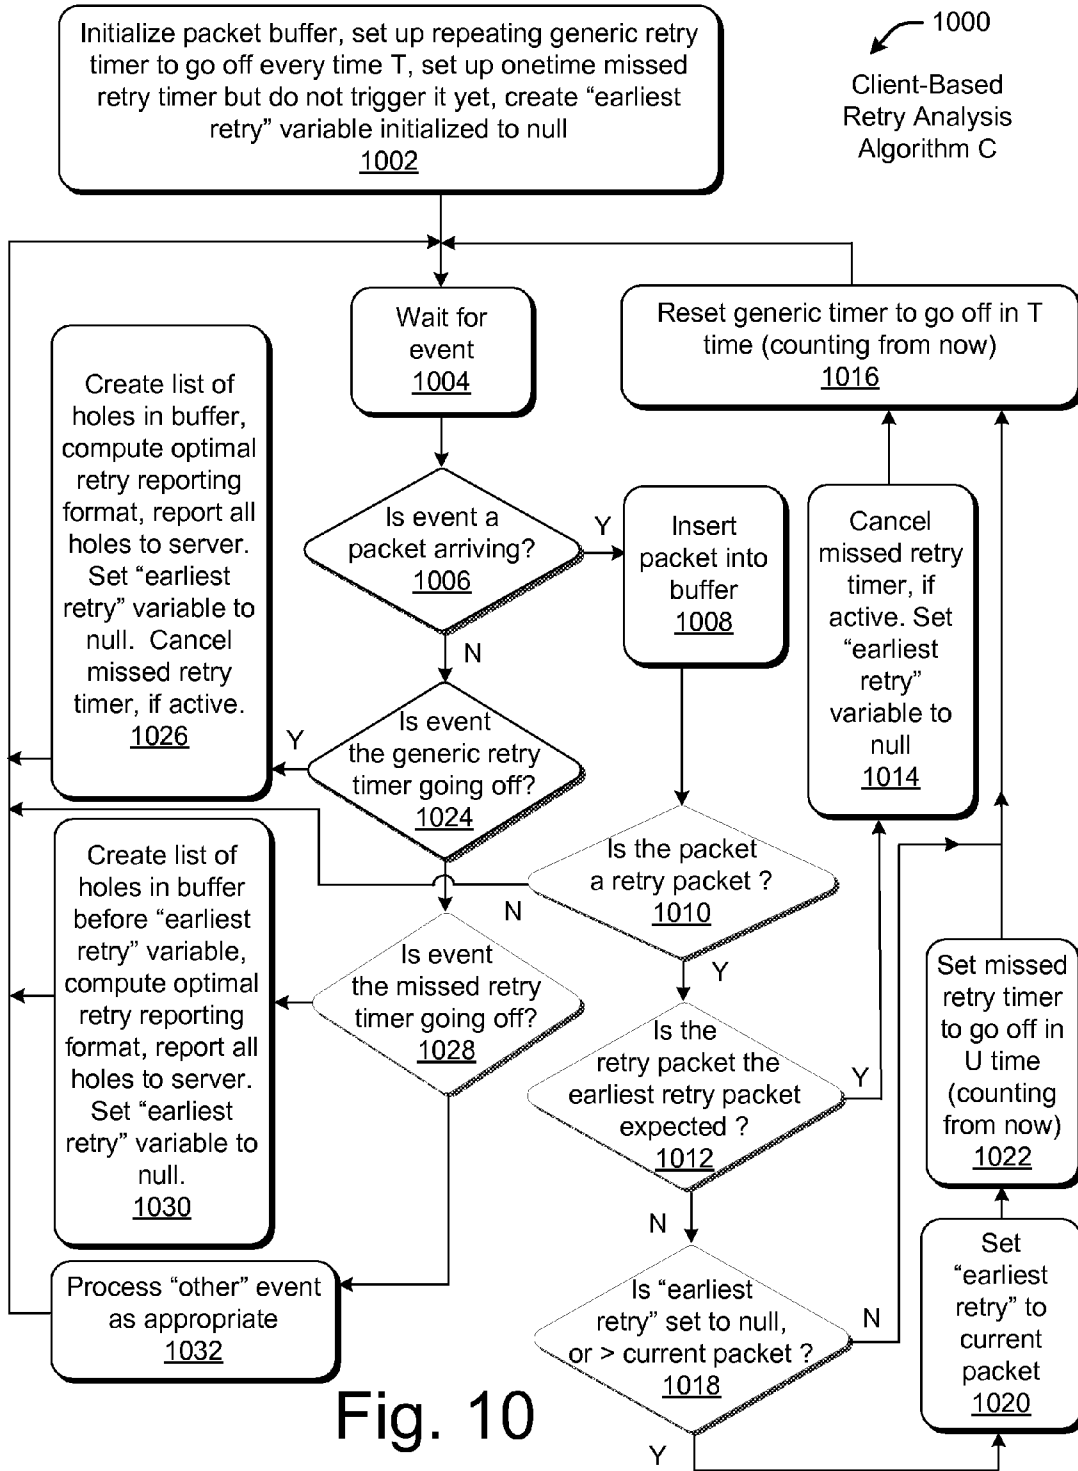 Initialize packet buffer, set up repeating generic retry
timer to go off every time T, set up onetime missed
retry timer but do not trigger it yet, create “earliest
retry” variable initialized to null
1002
1000
Client-Based
Retry Analysis
Algorithm C
Wait for
event
1004
Reset generic timer to go off in T
time (counting from now)
1016
Create list of
holes in buffer,
compute optimal
retry reporting
format, report all
holes to server.
Set “earliest
retry” variable to
null. Cancel
missed retry
timer, if active.
1026
Is event a
packet arriving?
1006
Y
N
Insert
packet into
buffer
1008
Cancel
missed retry
timer, if
active. Set
“earliest
retry”
variable to
null
1014
Is event
the generic retry
timer going off?
1024
Y
Is the packet
a retry packet ?
1010
N
Y
Create list of
holes in buffer
before “earliest
retry” variable,
compute optimal
retry reporting
format, report all
holes to server.
Set “earliest
retry” variable to
null.
1030
Is event
the missed retry
timer going off?
1028
Is the
retry packet the
earliest retry packet
expected ?
1012
Y
N
Set missed
retry timer
to go off in
U time
(counting
from now)
1022
Process “other” event
as appropriate
1032
Is “earliest
retry” set to null,
or > current packet ?
1018
N
Y
Set
“earliest
retry” to
current
packet
1020
Fig. 10